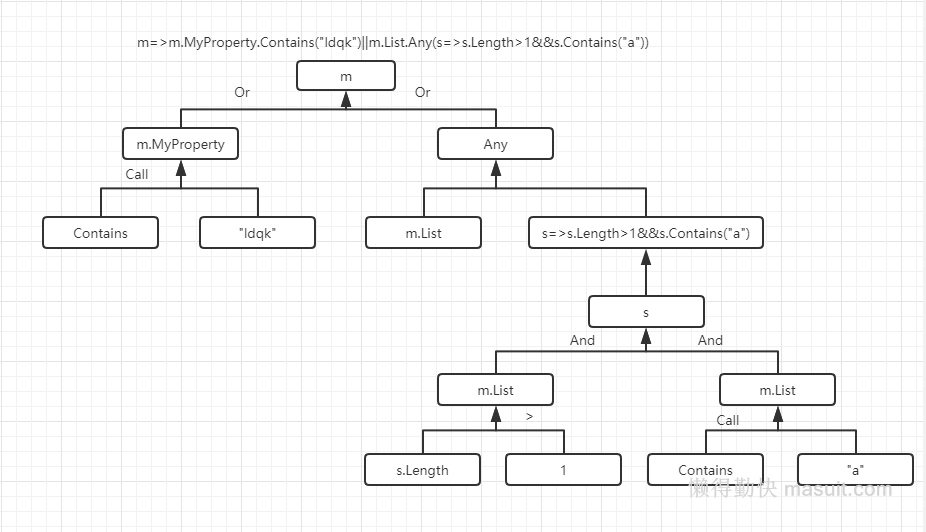 m=>m.MyProperty.Contains("ldqk")||m.List.Any(s=>s.Length>1&&s.Contains("a"))
m
Or
Or
m.MyProperty
Any
Call
Contains
"ldqk"
m.List
s=>s.Length>1&&s.Contains("a")
s
And
And
m.List
m.List
>
Call
s.Length
1
Contains
"a"
懒得勤快 masuit.com